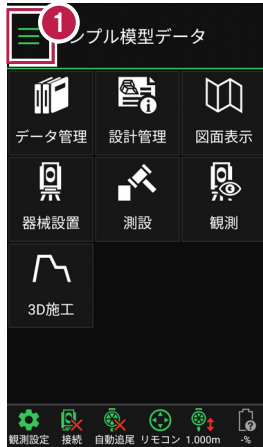 1
ンプル模型データ
データ管理 設計管理 図面表示
器械設置 測設 観測
3D施工
観測設定 接続 自動追尾 リモコン 1.000m -%